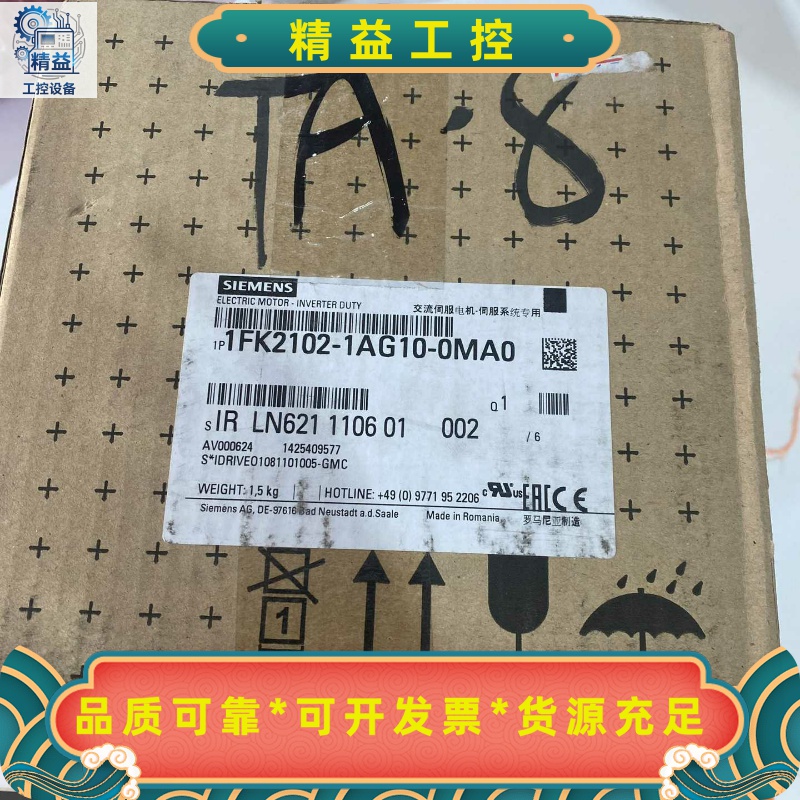 精益工控
精益
工控设备
TA·8
SIEMENS
ELECTRIC MOTOR - INVERTER DUTY
交流伺服电机-伺服系统专用
1P 1FK2102-1AG10-0MA0
Q 1
S IR LN621 1106 01 002 / 6
AV000624 1425409577
S*IDRIVE01081101005-GMC
WEIGHT: 1,5 kg | | HOTLINE: +49 (0) 9771 95 2206 c UR us EAC CE
Siemens AG, DE-97616 Bad Neustadt a.d.Saale Made in Romania 罗马尼亚制造
1
品质可靠*可开发票*货源充足